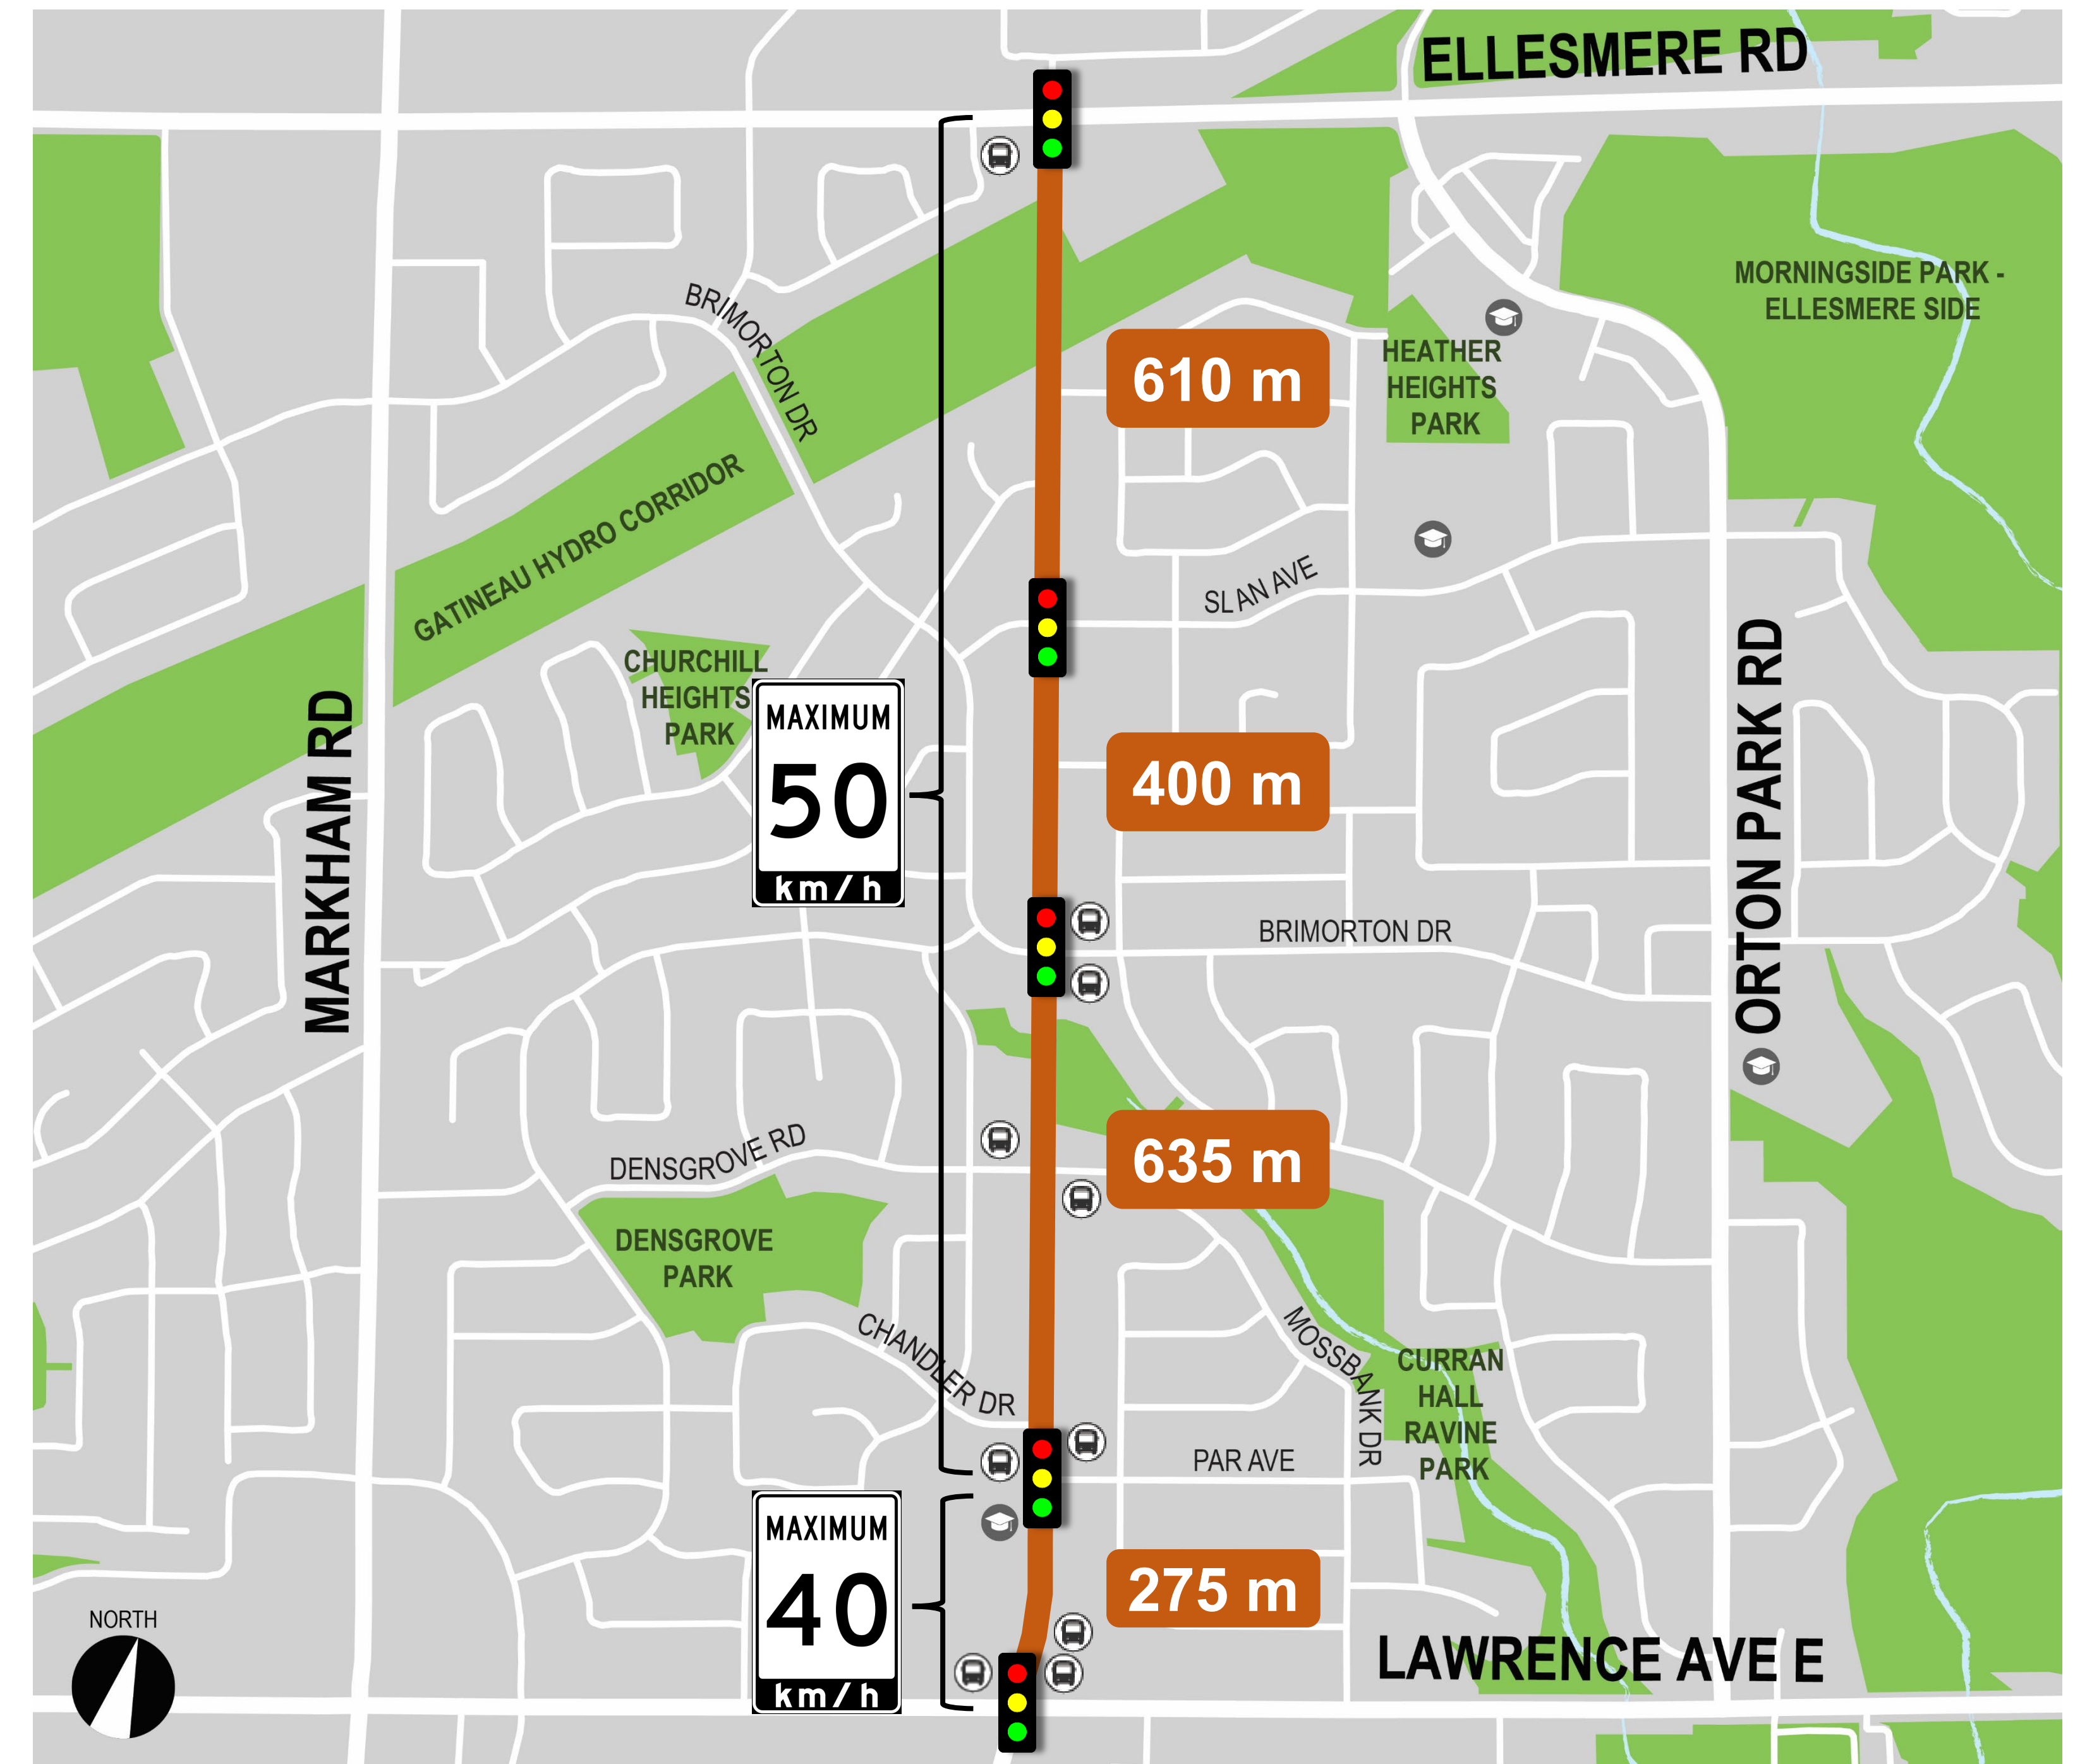 ELLESMERE RD
MORNINGSIDE PARK -
ELLESMERE SIDE
BRIMORTON DR
610 m
HEATHER
HEIGHTS
PARK
GATINEAU HYDRO CORRIDOR
SLAN AVE
CHURCHILL
HEIGHTS
PARK
MARKHAM RD
MAXIMUM
50
km/h
400 m
ORTON PARK RD
BRIMORTON DR
DENSGROVE RD
635 m
DENSGROVE
PARK
CHANDLER DR
MOSSBANK DR
CURRAN
HALL
RAVINE
PARK
PAR AVE
MAXIMUM
40
km/h
275 m
NORTH
LAWRENCE AVE E